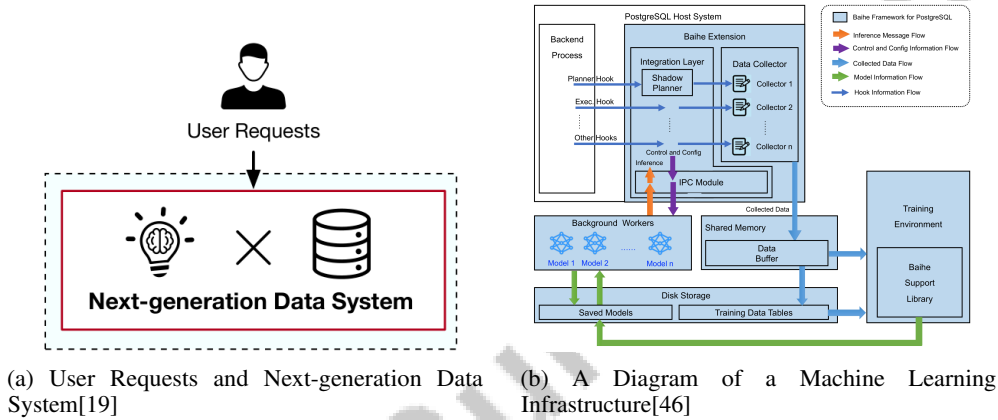 User Requests
Next-generation Data System
(a) User Requests and Next-generation Data
System[19]
PostgreSQL Host System
Backend
Process
Baihe Extension
Integration Layer
Shadow
Planner
Data Collector
Planner Hook
Collector 1
Exec. Hook
Collector 2
Other Hooks
Collector n
Control and Config
Inference
IPC Module
Collected Data
Background Workers
Model 1
Model 2
......
Model n
Shared Memory
Data
Buffer
Disk Storage
Saved Models
Training Data Tables
Training
Environment
Baihe
Support
Library
Baihe Framework for PostgreSQL
Inference Message Flow
Control and Config Information Flow
Collected Data Flow
Model Information Flow
Hook Information Flow
(b) A Diagram of a Machine Learning
Infrastructure[46]